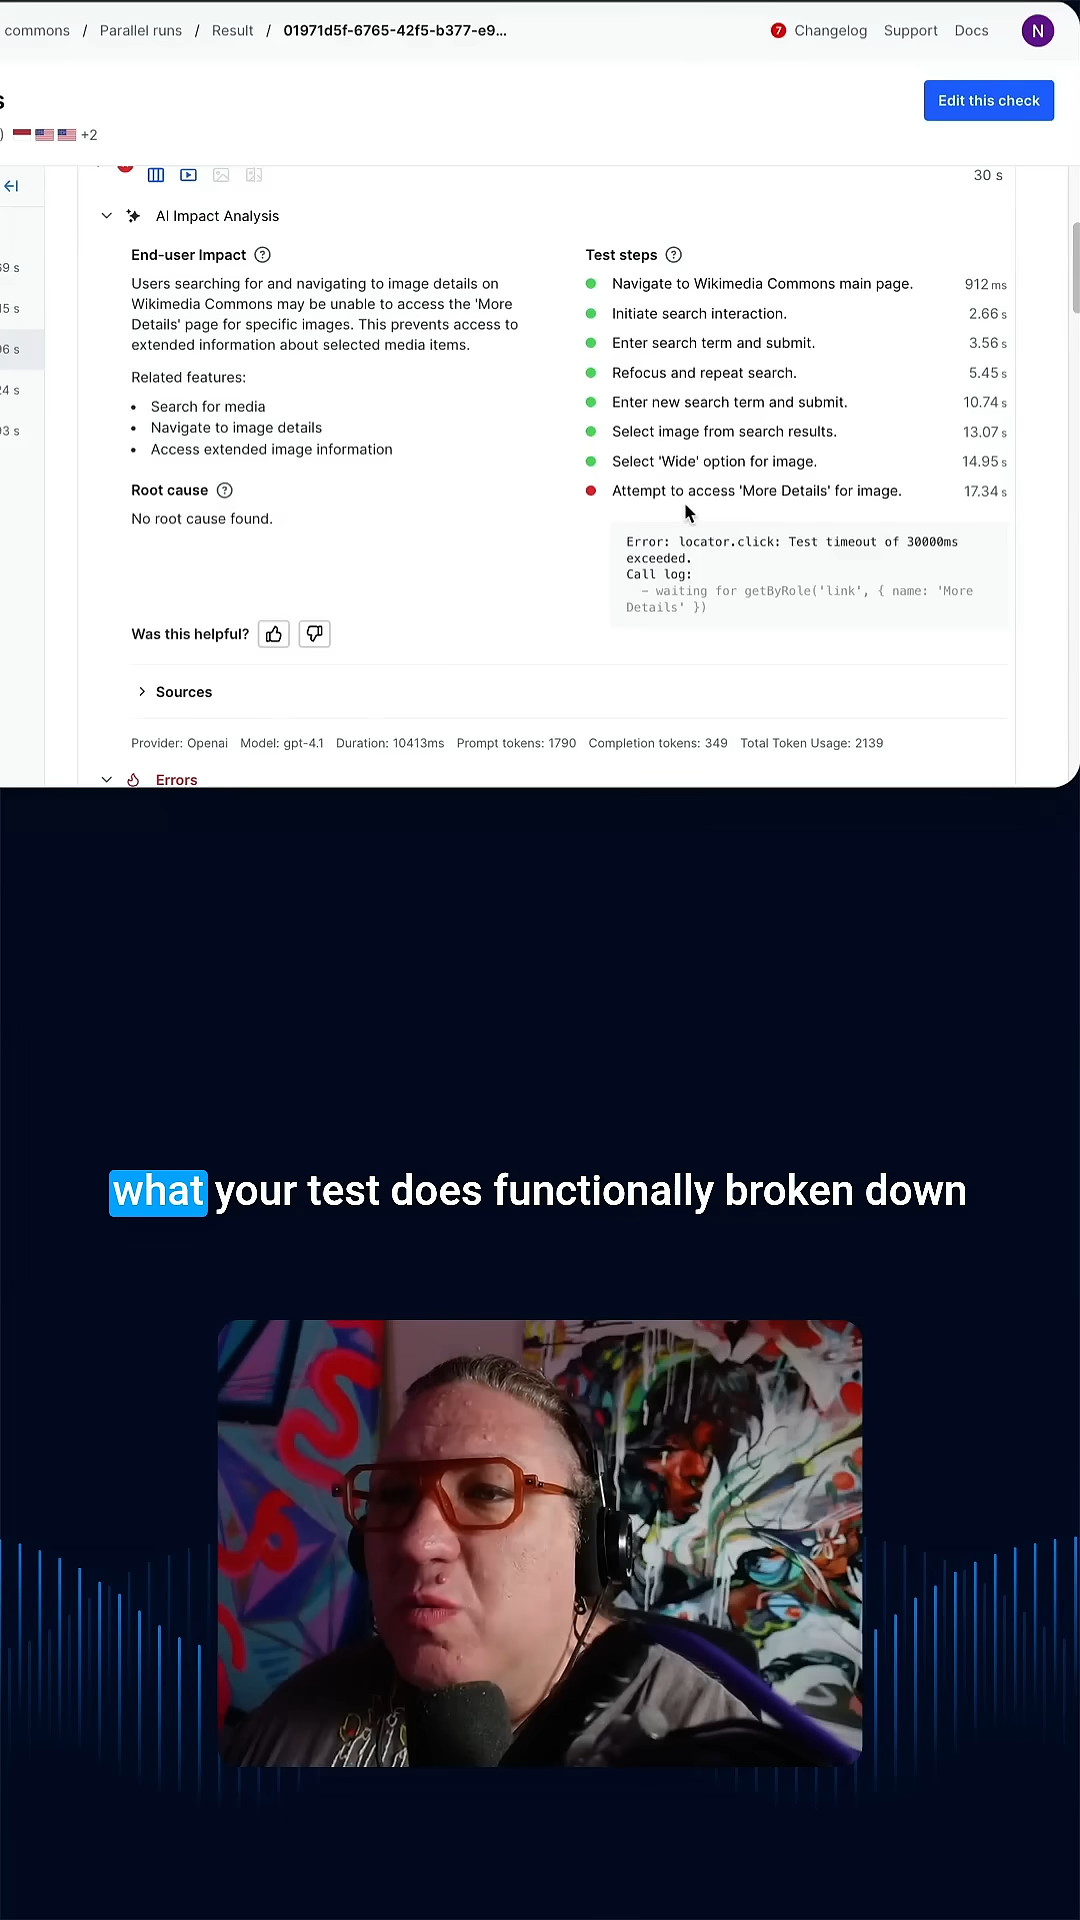 commons / Parallel runs / Result / 01971d5f-6765-42f5-b377-e9...
7 Changelog Support Docs N
s
Edit this check
) +2
30 s
69 s
15 s
96 s
24 s
93 s
AI Impact Analysis
End-user Impact ?
Users searching for and navigating to image details on
Wikimedia Commons may be unable to access the 'More
Details' page for specific images. This prevents access to
extended information about selected media items.
Related features:
• Search for media
• Navigate to image details
• Access extended image information
Root cause ?
No root cause found.
Test steps ?
Navigate to Wikimedia Commons main page. 912 ms
Initiate search interaction. 2.66 s
Enter search term and submit. 3.56 s
Refocus and repeat search. 5.45 s
Enter new search term and submit. 10.74 s
Select image from search results. 13.07 s
Select 'Wide' option for image. 14.95 s
Attempt to access 'More Details' for image. 17.34 s
Error: locator.click: Test timeout of 30000ms
exceeded.
Call log:
- waiting for getByRole('link', { name: 'More
Details' })
Was this helpful?
Sources
Provider: Openai Model: gpt-4.1 Duration: 10413ms Prompt tokens: 1790 Completion tokens: 349 Total Token Usage: 2139
Errors
what your test does functionally broken down